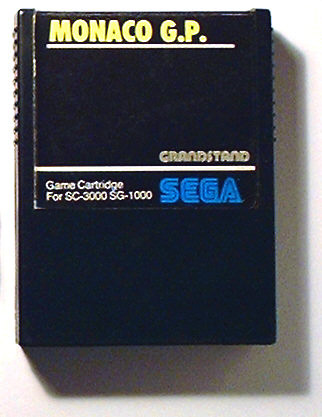 MONACO G.P.
GRANDSTAND
Game Cartridge
For SC-3000 SG-1000
SEGA